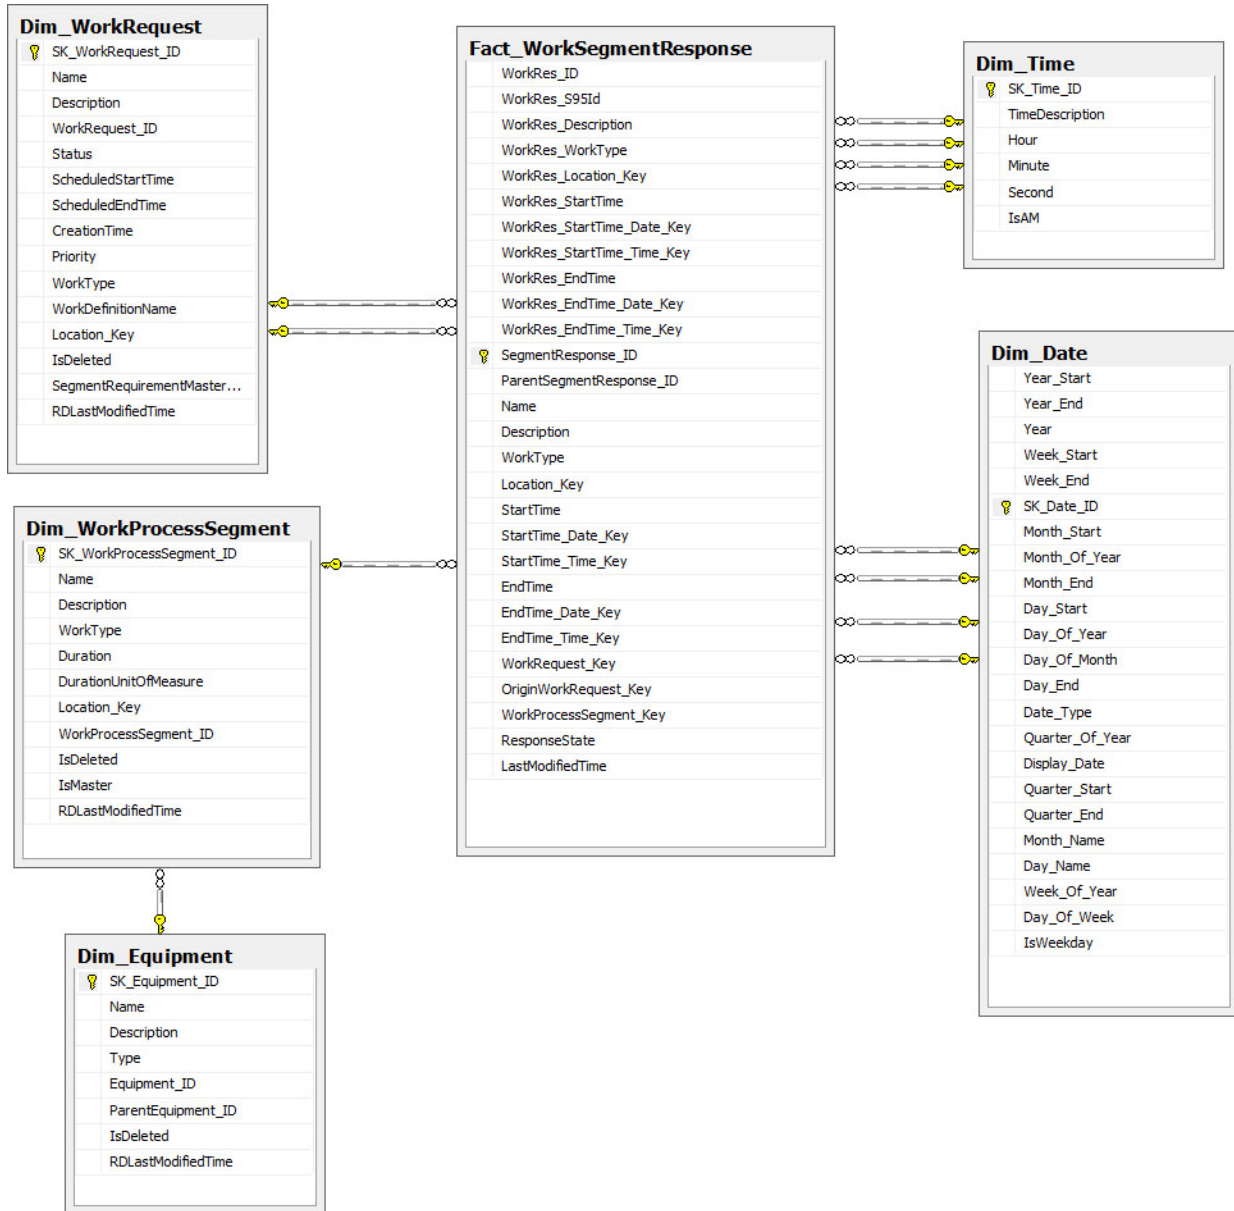 Dim_WorkRequest
SK_WorkRequest_ID
Name
Description
WorkRequest_ID
Status
ScheduledStartTime
ScheduledEndTime
CreationTime
Priority
WorkType
WorkDefinitionName
Location_Key
IsDeleted
SegmentRequirementMaster...
RDLastModifiedTime
Fact_WorkSegmentResponse
WorkRes_ID
WorkRes_S95Id
WorkRes_Description
WorkRes_WorkType
WorkRes_Location_Key
WorkRes_StartTime
WorkRes_StartTime_Date_Key
WorkRes_StartTime_Time_Key
WorkRes_EndTime
WorkRes_EndTime_Date_Key
WorkRes_EndTime_Time_Key
SegmentResponse_ID
ParentSegmentResponse_ID
Name
Description
WorkType
Location_Key
StartTime
StartTime_Date_Key
StartTime_Time_Key
EndTime
EndTime_Date_Key
EndTime_Time_Key
WorkRequest_Key
OriginWorkRequest_Key
WorkProcessSegment_Key
ResponseState
LastModifiedTime
Dim_Time
SK_Time_ID
TimeDescription
Hour
Minute
Second
IsAM
Dim_Date
Year_Start
Year_End
Year
Week_Start
Week_End
SK_Date_ID
Month_Start
Month_Of_Year
Month_End
Day_Start
Day_Of_Year
Day_Of_Month
Day_End
Date_Type
Quarter_Of_Year
Display_Date
Quarter_Start
Quarter_End
Month_Name
Day_Name
Week_Of_Year
Day_Of_Week
IsWeekday
Dim_WorkProcessSegment
SK_WorkProcessSegment_ID
Name
Description
WorkType
Duration
DurationUnitOfMeasure
Location_Key
WorkProcessSegment_ID
IsDeleted
IsMaster
RDLastModifiedTime
Dim_Equipment
SK_Equipment_ID
Name
Description
Type
Equipment_ID
ParentEquipment_ID
IsDeleted
RDLastModifiedTime